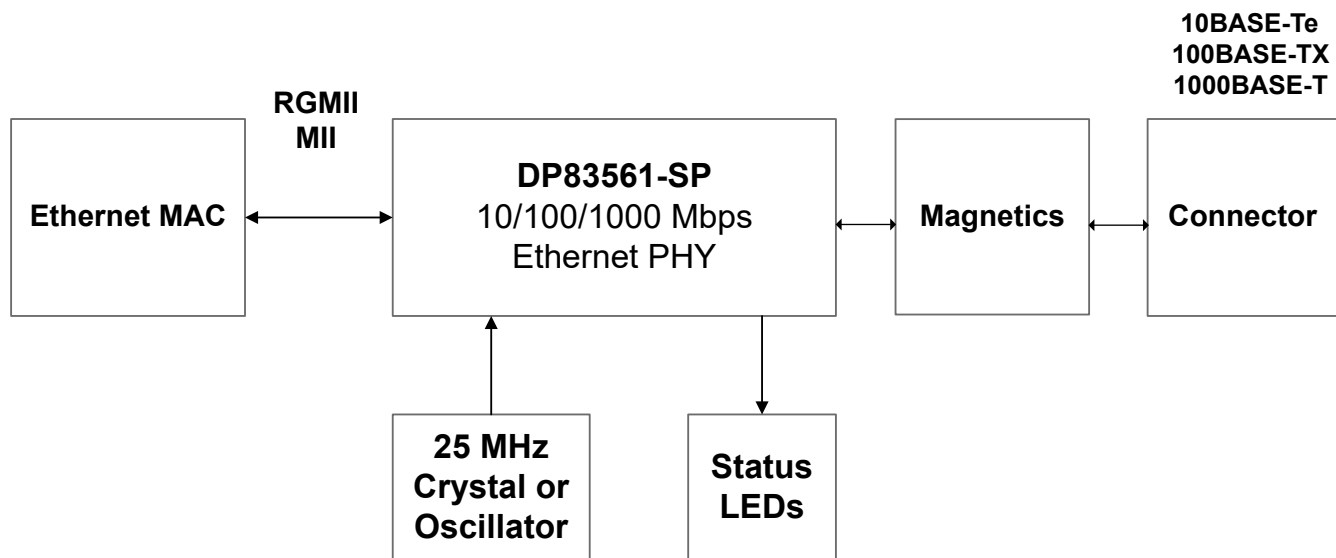 10BASE-Te
100BASE-TX
1000BASE-T
RGMII
MII
Ethernet MAC
DP83561-SP
10/100/1000 Mbps
Ethernet PHY
Magnetics
Connector
25 MHz
Crystal or
Oscillator
Status
LEDs